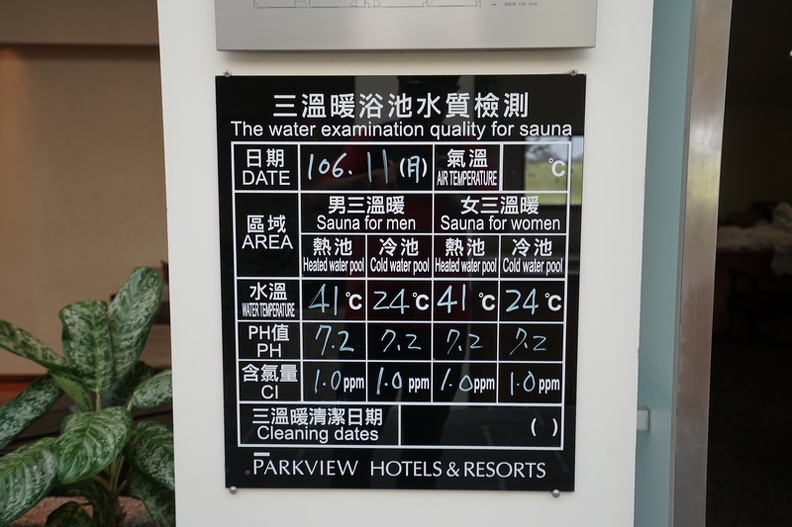 三溫暖浴池水質檢測
The water examination quality for sauna
日期 DATE 106. 11 (月) 氣溫 AIR TEMPERATURE ℃
區域 AREA 男三溫暖 Sauna for men 女三溫暖 Sauna for women
熱池 Heated water pool 冷池 Cold water pool 熱池 Heated water pool 冷池 Cold water pool
水溫 WATER TEMPERATURE 41℃ 24℃ 41℃ 24℃
PH值 PH 7.2 7.2 7.2 7.2
含氯量 CI 1.0 ppm 1.0 ppm 1.0 ppm 1.0 ppm
三溫暖清潔日期 Cleaning dates ( )
PARKVIEW HOTELS & RESORTS